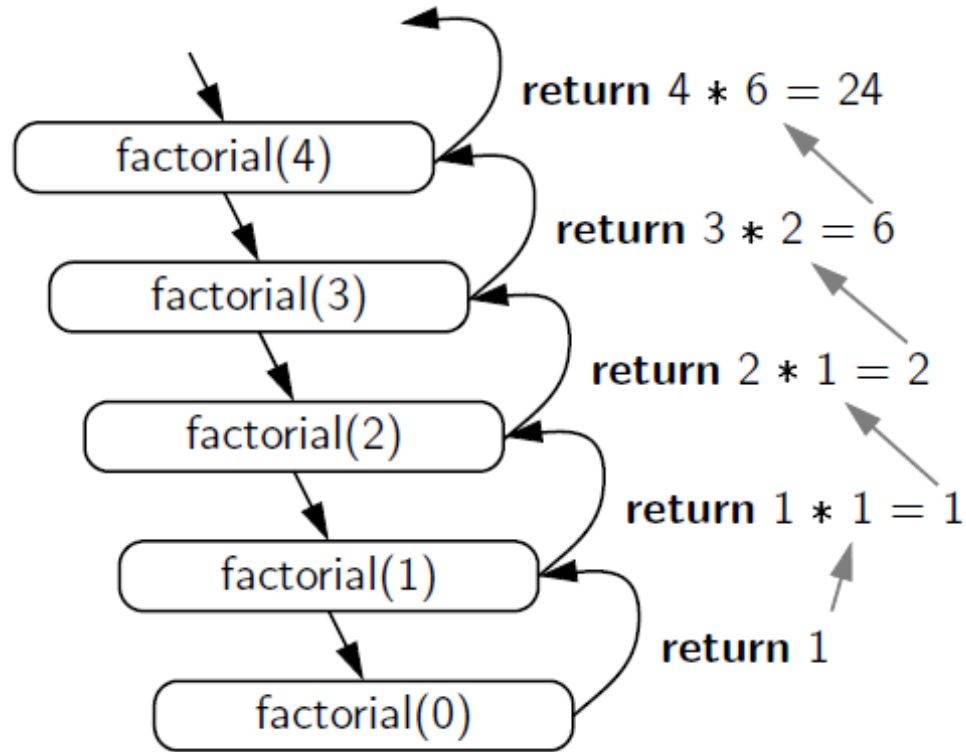 return 4 * 6 = 24
factorial(4)
return 3 * 2 = 6
factorial(3)
return 2 * 1 = 2
factorial(2)
return 1 * 1 = 1
factorial(1)
return 1
factorial(0)